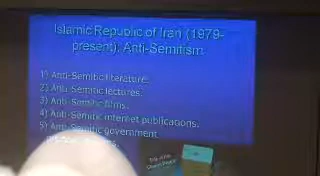 Islamic Republic of Iran (1979-
present): Anti-Semitism
1) Anti-Semitic literature.
2) Anti-Semitic lectures.
3) Anti-Semitic films.
4) Anti-Semitic internet publications.
5) Anti-Semitic government